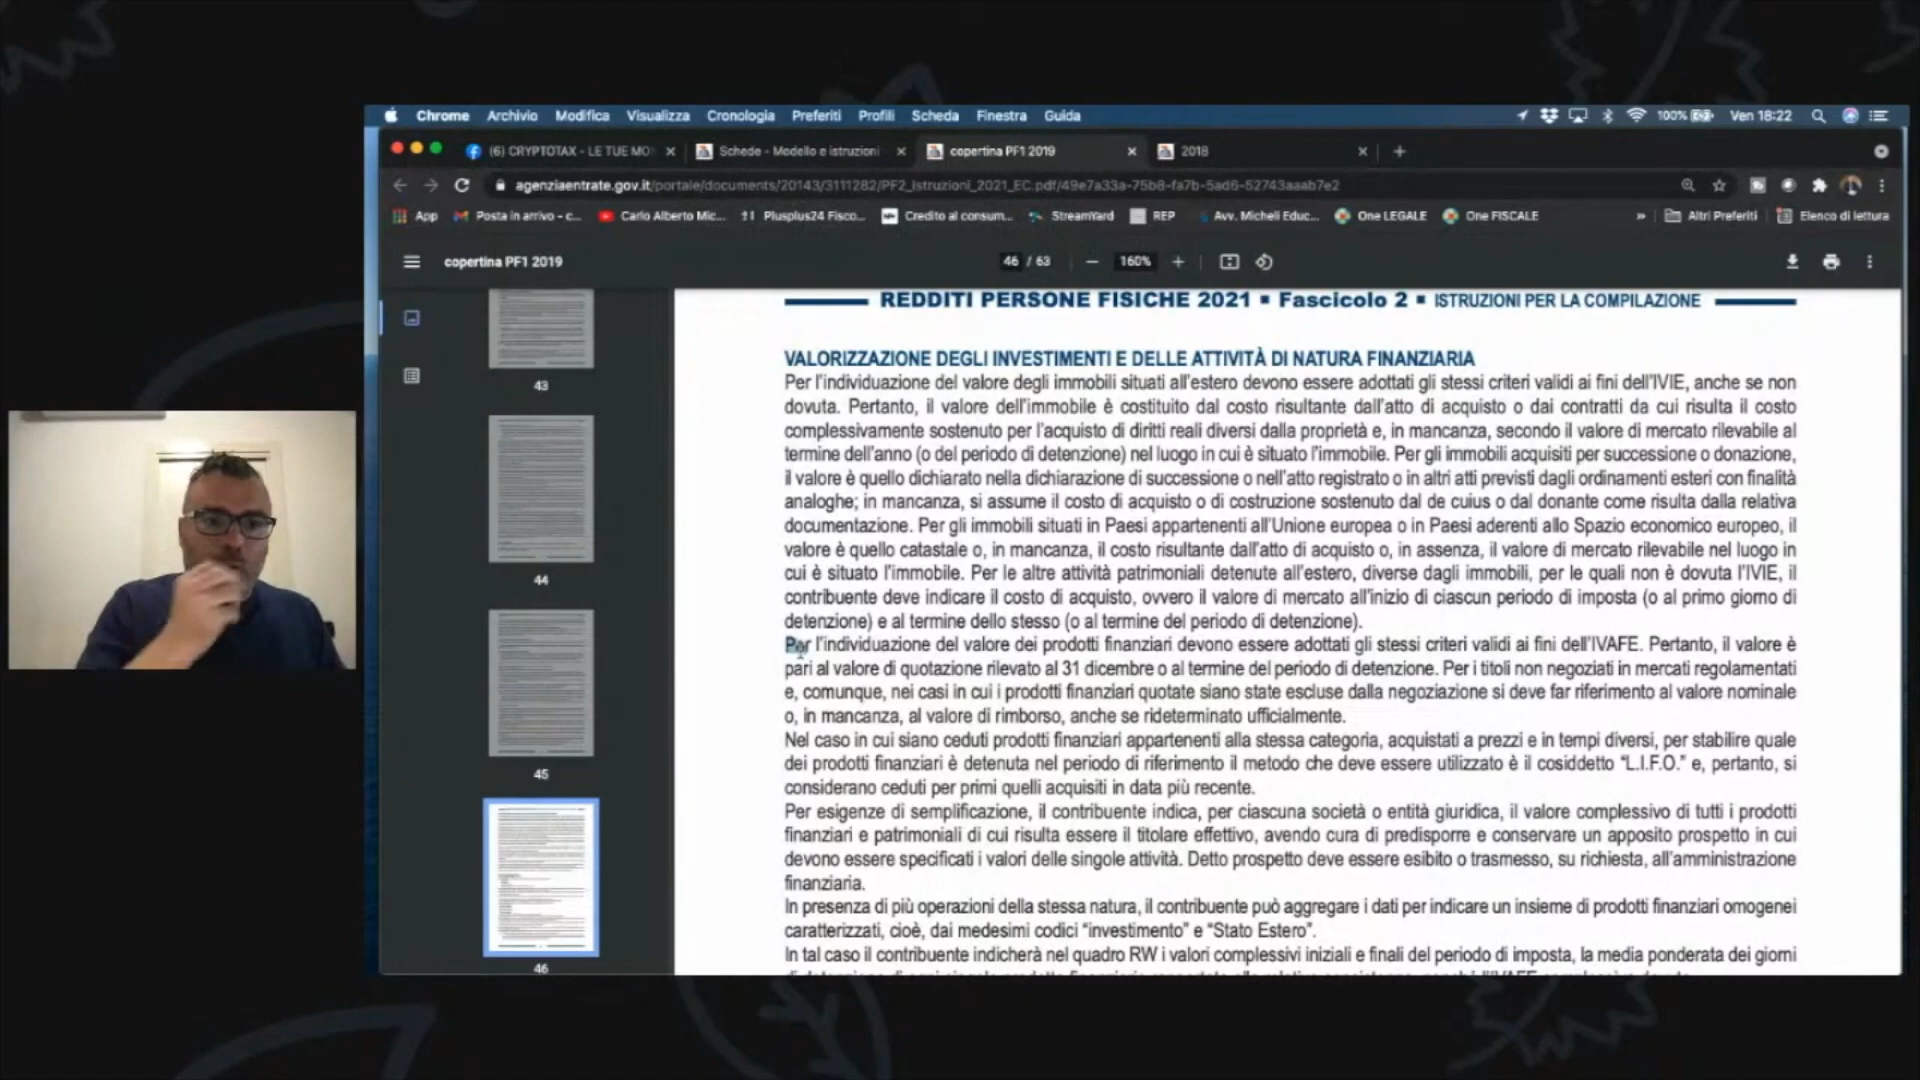 Chrome Archivio Modifica Visualizza Cronologia Preferiti Profili Scheda Finestra Guida 100% Ven 18:22
(6) CRYPTOTAX - LE TUE MO Schede - Modello e istruzioni copertina PF1 2019 2018
agenziaentrate.gov.it/portale/documents/20143/3111282/PF2_Istruzioni_2021_EC.pdf/49e7a33a-75b8-fa7b-5ad6-52743aaab7e2
App Posta in arrivo - c... Carlo Alberto Mic... Plusplus24 Fisco... Credito al consum... StreamYard REP Avv. Micheli Educ... One LEGALE One FISCALE » Altri Preferiti Elenco di lettura
copertina PF1 2019 46 / 63 − 160% +
43
44
45
46
REDDITI PERSONE FISICHE 2021 ▪ Fascicolo 2 ▪ ISTRUZIONI PER LA COMPILAZIONE
VALORIZZAZIONE DEGLI INVESTIMENTI E DELLE ATTIVITÀ DI NATURA FINANZIARIA
Per l'individuazione del valore degli immobili situati all'estero devono essere adottati gli stessi criteri validi ai fini dell'IVIE, anche se non
dovuta. Pertanto, il valore dell'immobile è costituito dal costo risultante dall'atto di acquisto o dai contratti da cui risulta il costo
complessivamente sostenuto per l'acquisto di diritti reali diversi dalla proprietà e, in mancanza, secondo il valore di mercato rilevabile al
termine dell'anno (o del periodo di detenzione) nel luogo in cui è situato l'immobile. Per gli immobili acquisiti per successione o donazione,
il valore è quello dichiarato nella dichiarazione di successione o nell'atto registrato o in altri atti previsti dagli ordinamenti esteri con finalità
analoghe; in mancanza, si assume il costo di acquisto o di costruzione sostenuto dal de cuius o dal donante come risulta dalla relativa
documentazione. Per gli immobili situati in Paesi appartenenti all'Unione europea o in Paesi aderenti allo Spazio economico europeo, il
valore è quello catastale o, in mancanza, il costo risultante dall'atto di acquisto o, in assenza, il valore di mercato rilevabile nel luogo in
cui è situato l'immobile. Per le altre attività patrimoniali detenute all'estero, diverse dagli immobili, per le quali non è dovuta l'IVIE, il
contribuente deve indicare il costo di acquisto, ovvero il valore di mercato all'inizio di ciascun periodo di imposta (o al primo giorno di
detenzione) e al termine dello stesso (o al termine del periodo di detenzione).
Per l'individuazione del valore dei prodotti finanziari devono essere adottati gli stessi criteri validi ai fini dell'IVAFE. Pertanto, il valore è
pari al valore di quotazione rilevato al 31 dicembre o al termine del periodo di detenzione. Per i titoli non negoziati in mercati regolamentati
e, comunque, nei casi in cui i prodotti finanziari quotate siano state escluse dalla negoziazione si deve far riferimento al valore nominale
o, in mancanza, al valore di rimborso, anche se rideterminato ufficialmente.
Nel caso in cui siano ceduti prodotti finanziari appartenenti alla stessa categoria, acquistati a prezzi e in tempi diversi, per stabilire quale
dei prodotti finanziari è detenuta nel periodo di riferimento il metodo che deve essere utilizzato è il cosiddetto "L.I.F.O." e, pertanto, si
considerano ceduti per primi quelli acquisiti in data più recente.
Per esigenze di semplificazione, il contribuente indica, per ciascuna società o entità giuridica, il valore complessivo di tutti i prodotti
finanziari e patrimoniali di cui risulta essere il titolare effettivo, avendo cura di predisporre e conservare un apposito prospetto in cui
devono essere specificati i valori delle singole attività. Detto prospetto deve essere esibito o trasmesso, su richiesta, all'amministrazione
finanziaria.
In presenza di più operazioni della stessa natura, il contribuente può aggregare i dati per indicare un insieme di prodotti finanziari omogenei
caratterizzati, cioè, dai medesimi codici "investimento" e "Stato Estero".
In tal caso il contribuente indicherà nel quadro RW i valori complessivi iniziali e finali del periodo di imposta, la media ponderata dei giorni